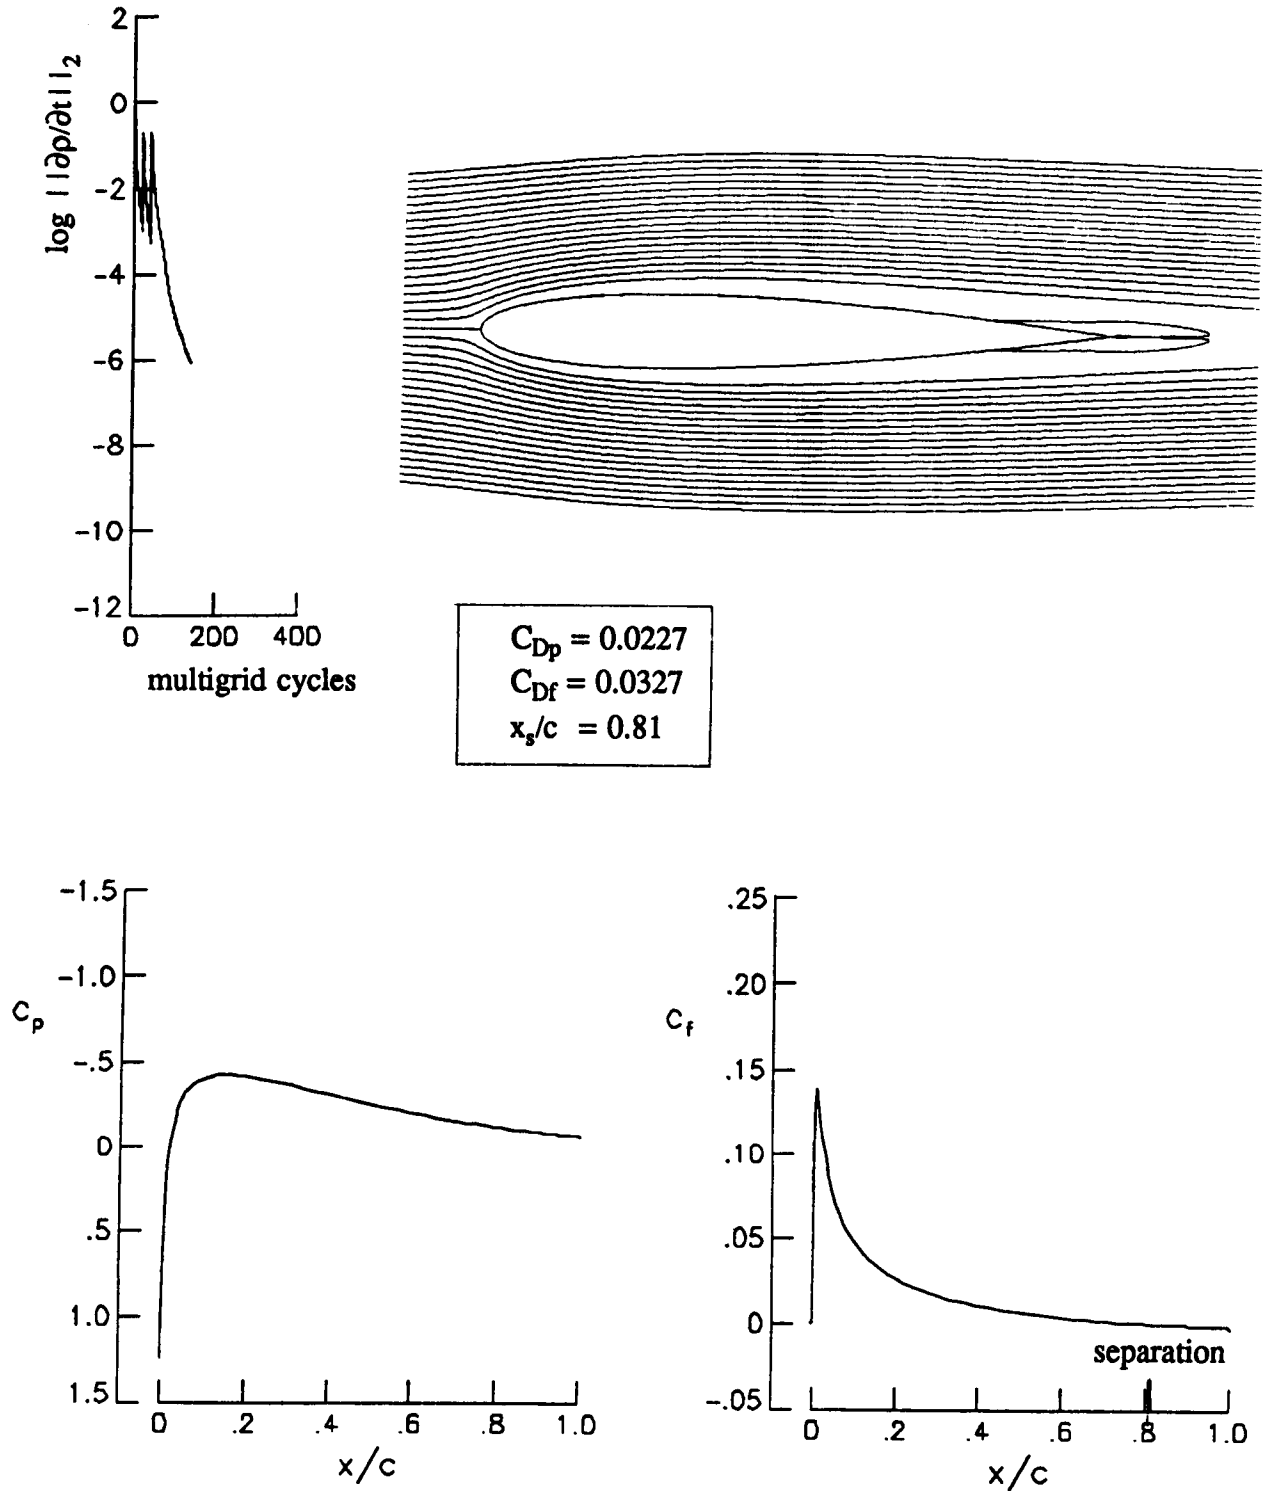 2
0
-2
-4
-6
-8
-10
-12
log ||∂ρ/∂t||₂
0 200 400
multigrid cycles
C_Dp = 0.0227
C_Df = 0.0327
x_s/c = 0.81
-1.5
-1.0
-.5
0
.5
1.0
1.5
C_p
0 .2 .4 .6 .8 1.0
x/c
.25
.20
.15
.10
.05
0
-.05
C_f
separation
0 .2 .4 .6 .8 1.0
x/c